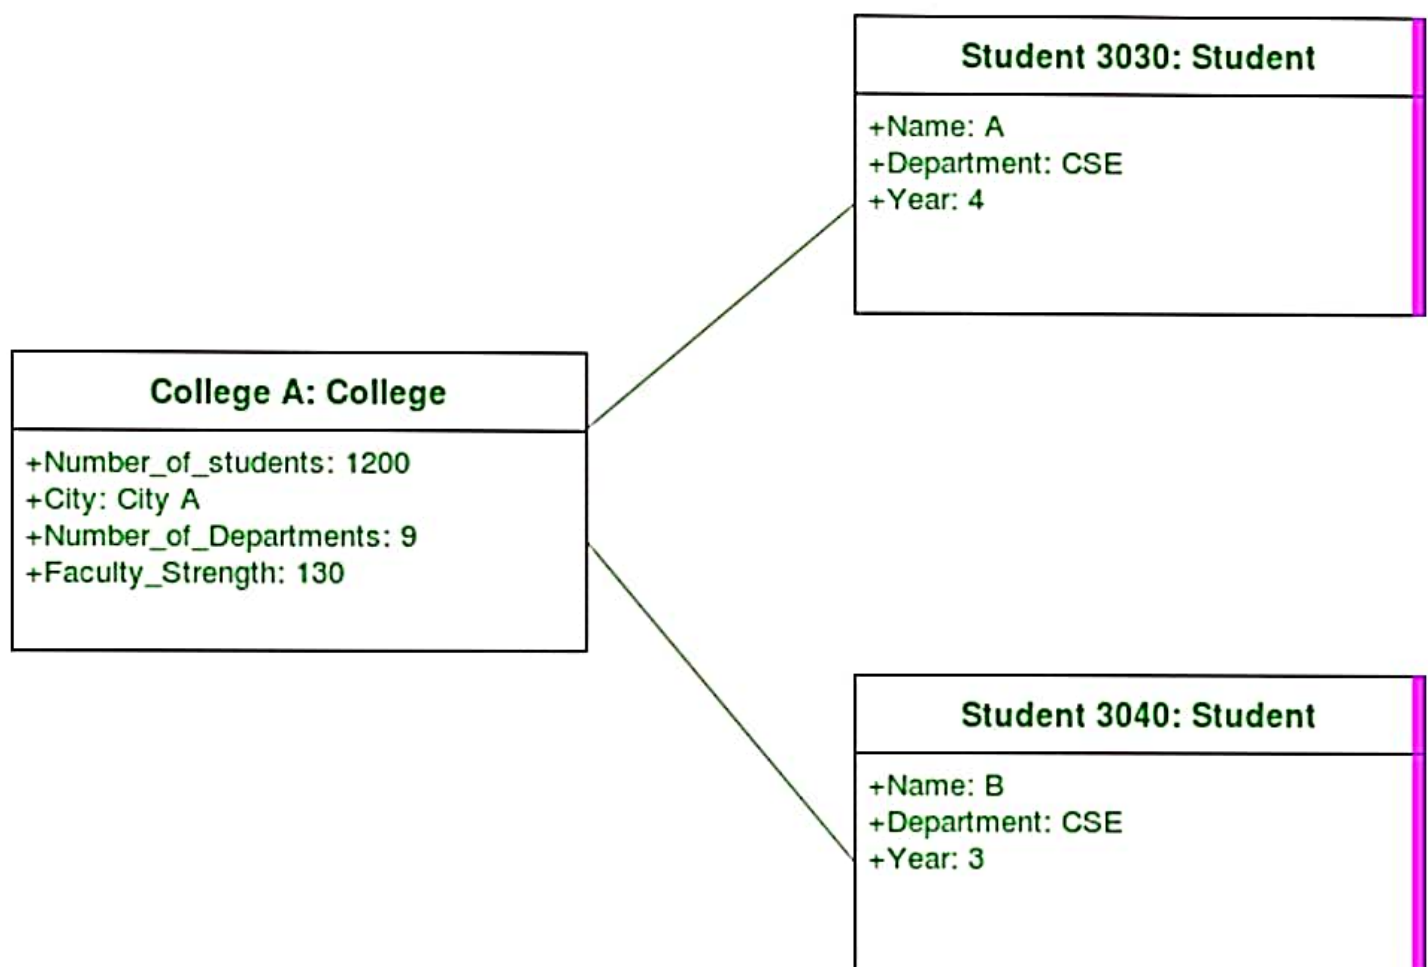 Student 3030: Student
+Name: A
+Department: CSE
+Year: 4
College A: College
+Number_of_students: 1200
+City: City A
+Number_of_Departments: 9
+Faculty_Strength: 130
Student 3040: Student
+Name: B
+Department: CSE
+Year: 3